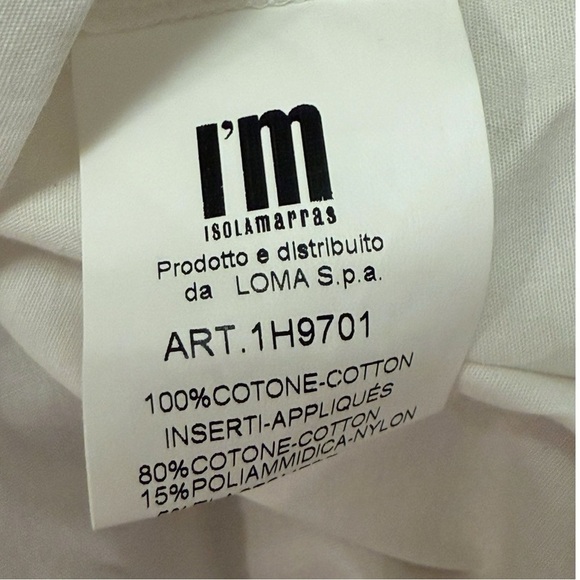 I'm
ISOLAmarras
Prodotto e distribuito
da LOMA S.p.a.
ART.1H9701
100%COTONE-COTTON
INSERTI-APPLIQUÉS
80%COTONE-COTTON
15%POLIAMMIDICA-NYLON